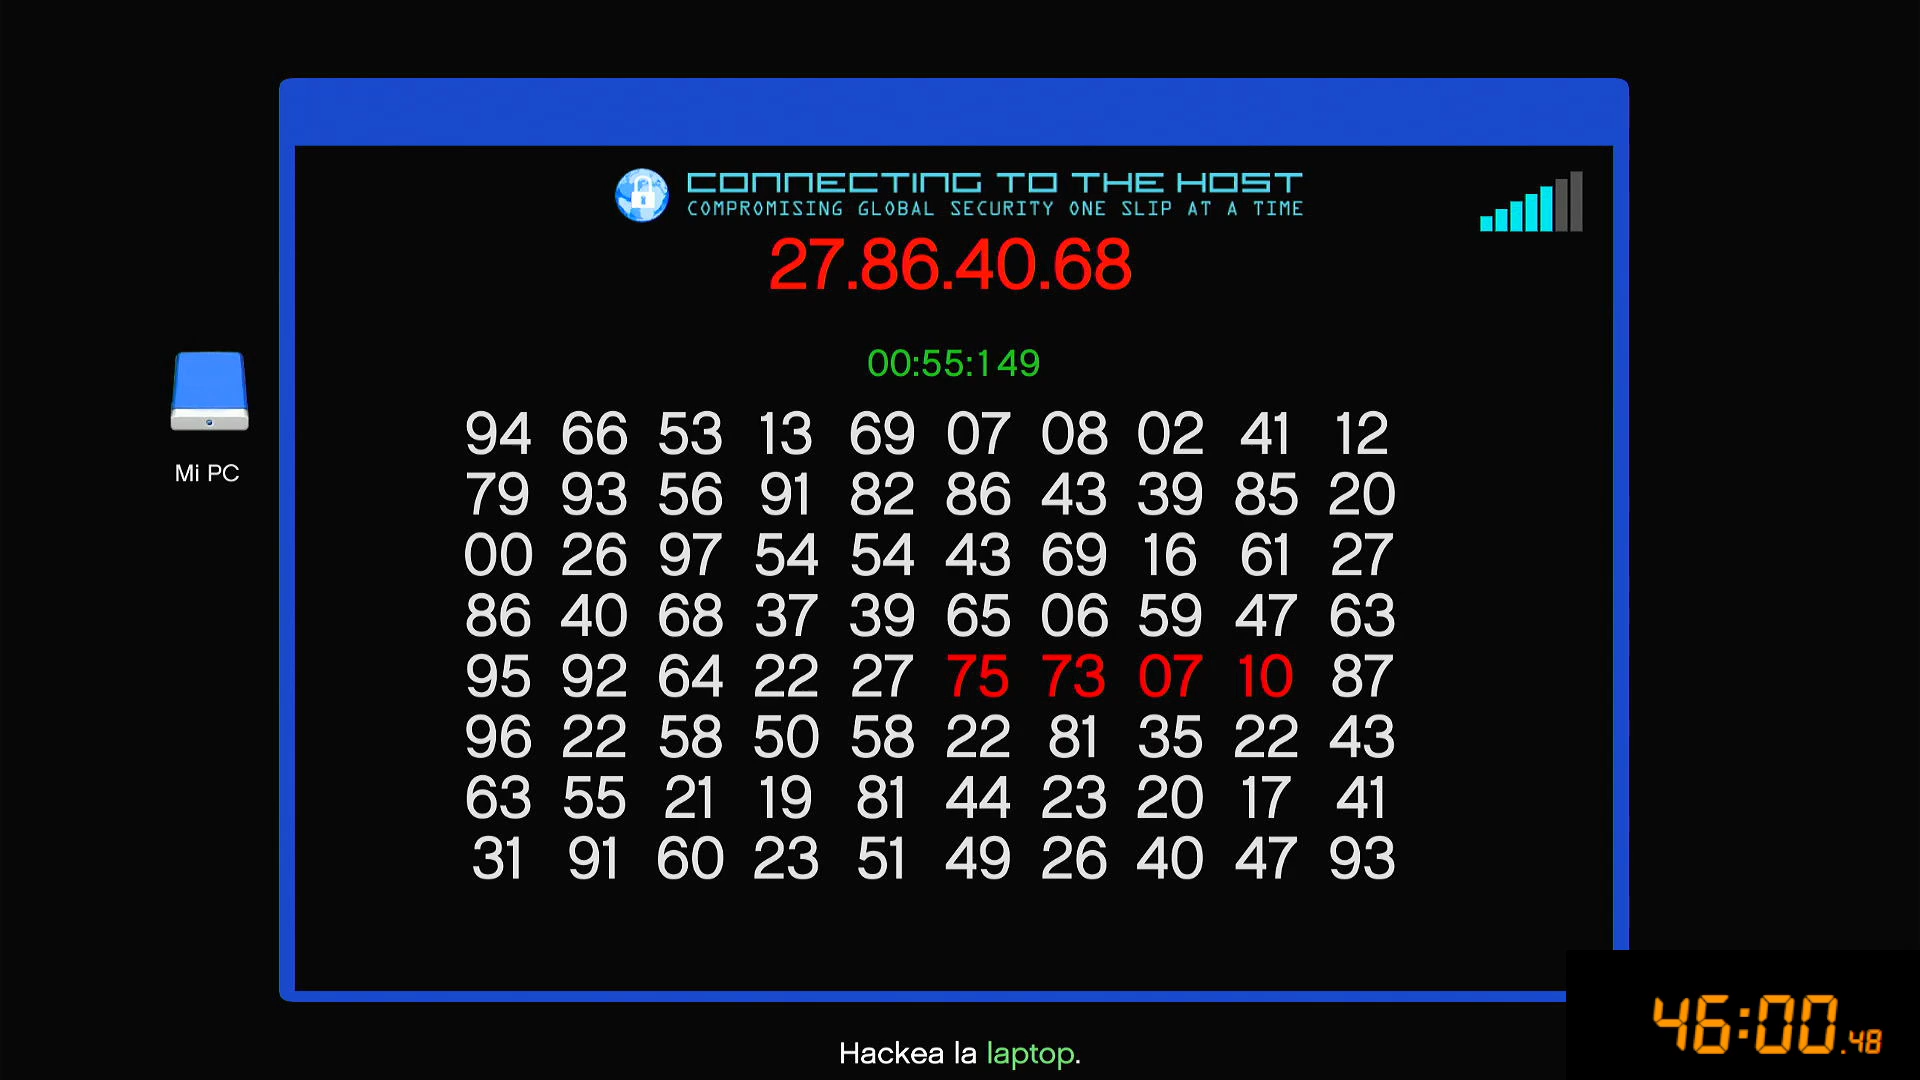 CONNECTING TO THE HOST
COMPROMISING GLOBAL SECURITY ONE SLIP AT A TIME
27.86.40.68
00:55:149
94 66 53 13 69 07 08 02 41 12
79 93 56 91 82 86 43 39 85 20
00 26 97 54 54 43 69 16 61 27
86 40 68 37 39 65 06 59 47 63
95 92 64 22 27 75 73 07 10 87
96 22 58 50 58 22 81 35 22 43
63 55 21 19 81 44 23 20 17 41
31 91 60 23 51 49 26 40 47 93
Mi PC
Hackea la laptop.
46:00.48